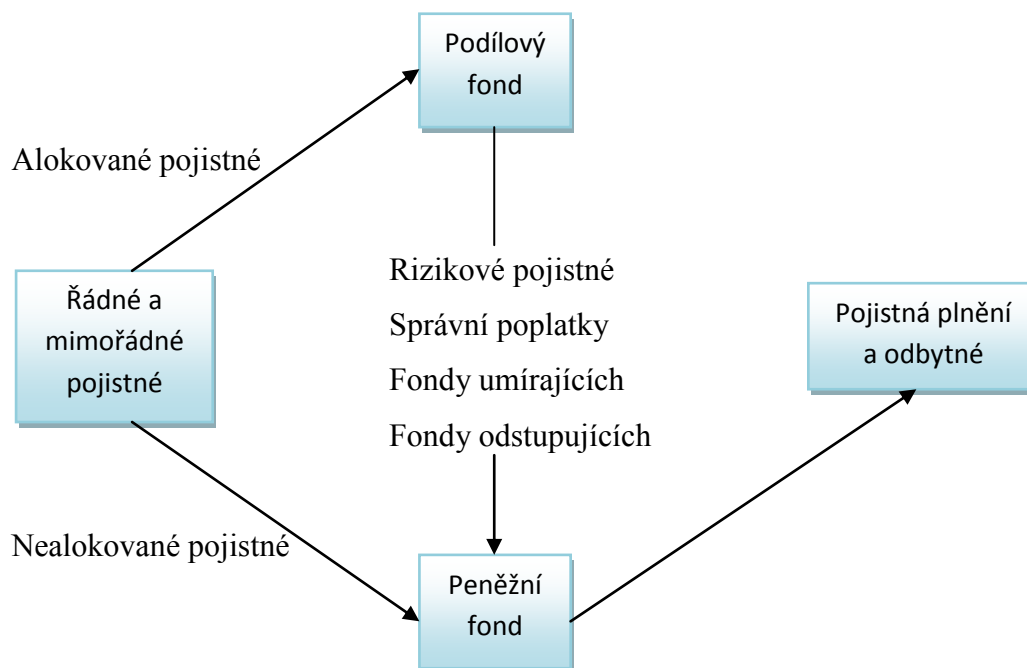 Podílový
fond
Alokované pojistné
Řádné a
mimořádné
pojistné
Rizikové pojistné
Správní poplatky
Fondy umírajících
Fondy odstupujících
Pojistná plnění
a odbytné
Nealokované pojistné
Peněžní
fond